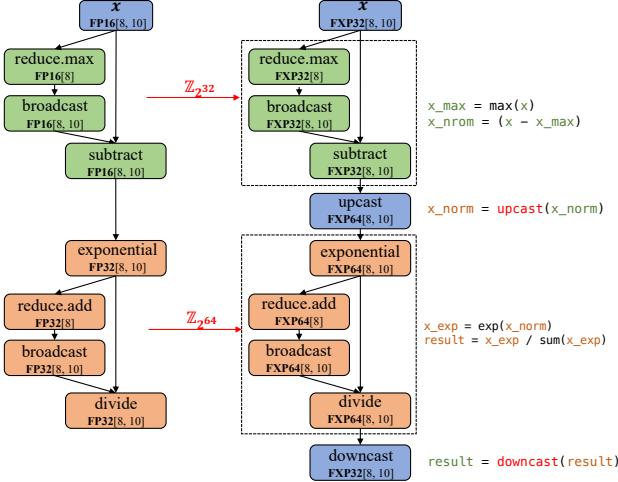 x
FP16[8, 10]
reduce.max
FP16[8]
broadcast
FP16[8, 10]
subtract
FP16[8, 10]
exponential
FP32[8, 10]
reduce.add
FP32[8]
broadcast
FP32[8, 10]
divide
FP32[8, 10]
ℤ_{2^{32}}
ℤ_{2^{64}}
x
FXP32[8, 10]
reduce.max
FXP32[8]
broadcast
FXP32[8, 10]
subtract
FXP32[8, 10]
upcast
FXP64[8, 10]
exponential
FXP64[8, 10]
reduce.add
FXP64[8]
broadcast
FXP64[8, 10]
divide
FXP64[8, 10]
downcast
FXP32[8, 10]
x_max = max(x)
x_nrom = (x − x_max)
x_norm = upcast(x_norm)
x_exp = exp(x_norm)
result = x_exp / sum(x_exp)
result = downcast(result)